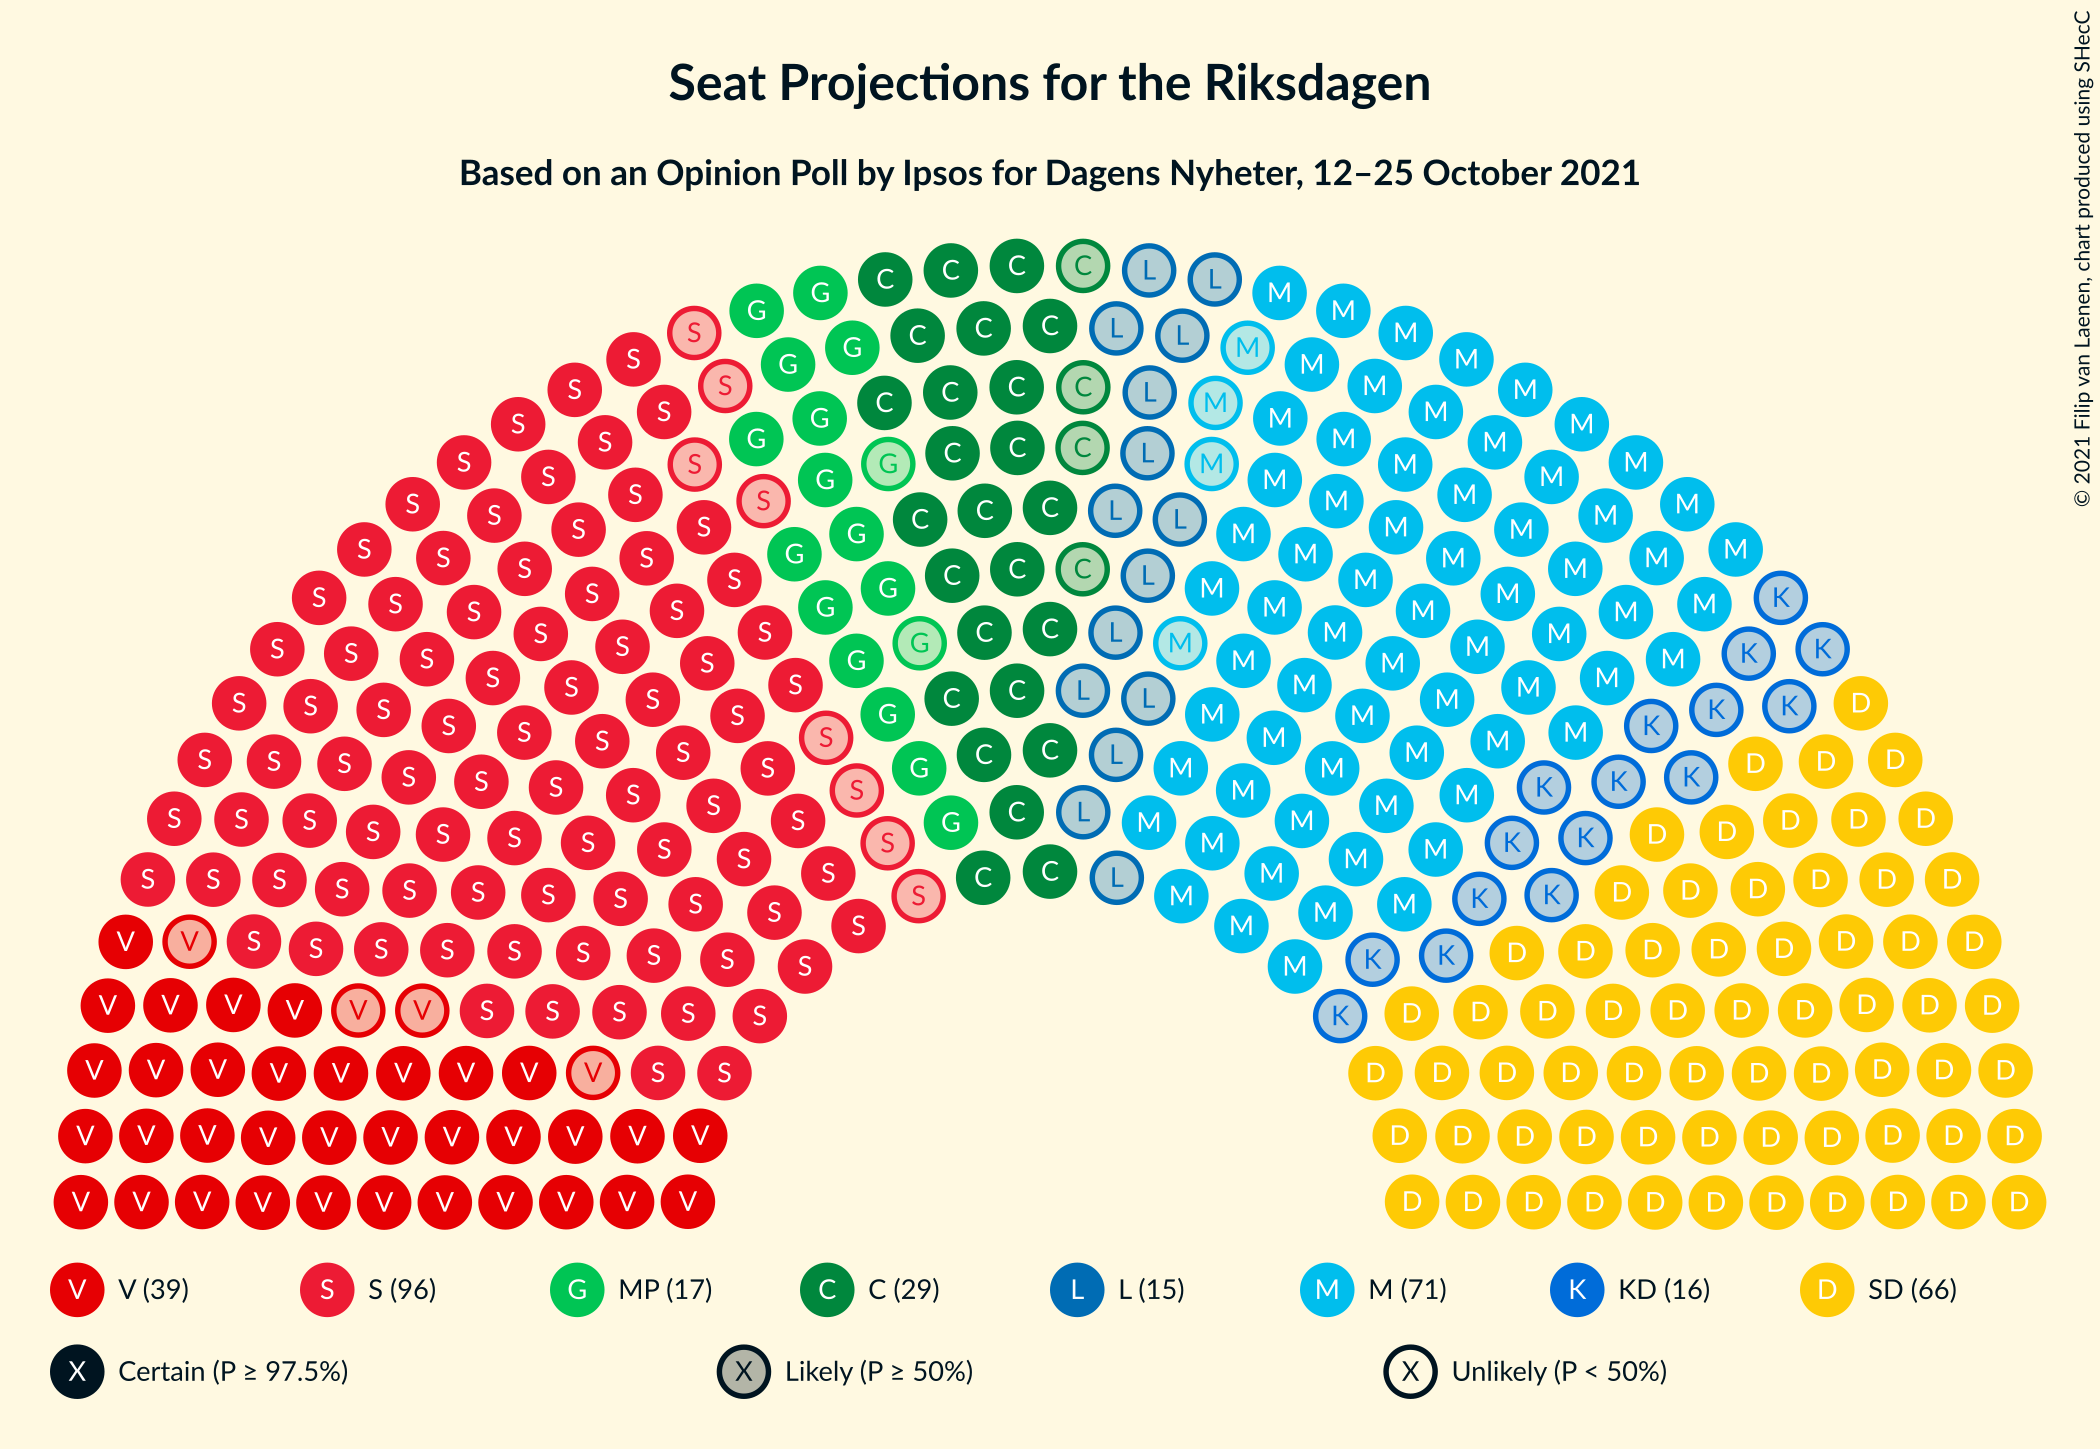 Seat Projections for the Riksdagen
Based on an Opinion Poll by Ipsos for Dagens Nyheter, 12–25 October 2021
© 2021 Filip van Laenen, chart produced using SHecC
V V (39) S S (96) G MP (17) C C (29) L L (15) M M (71) K KD (16) D SD (66)
X Certain (P ≥ 97.5%) X Likely (P ≥ 50%) X Unlikely (P < 50%)